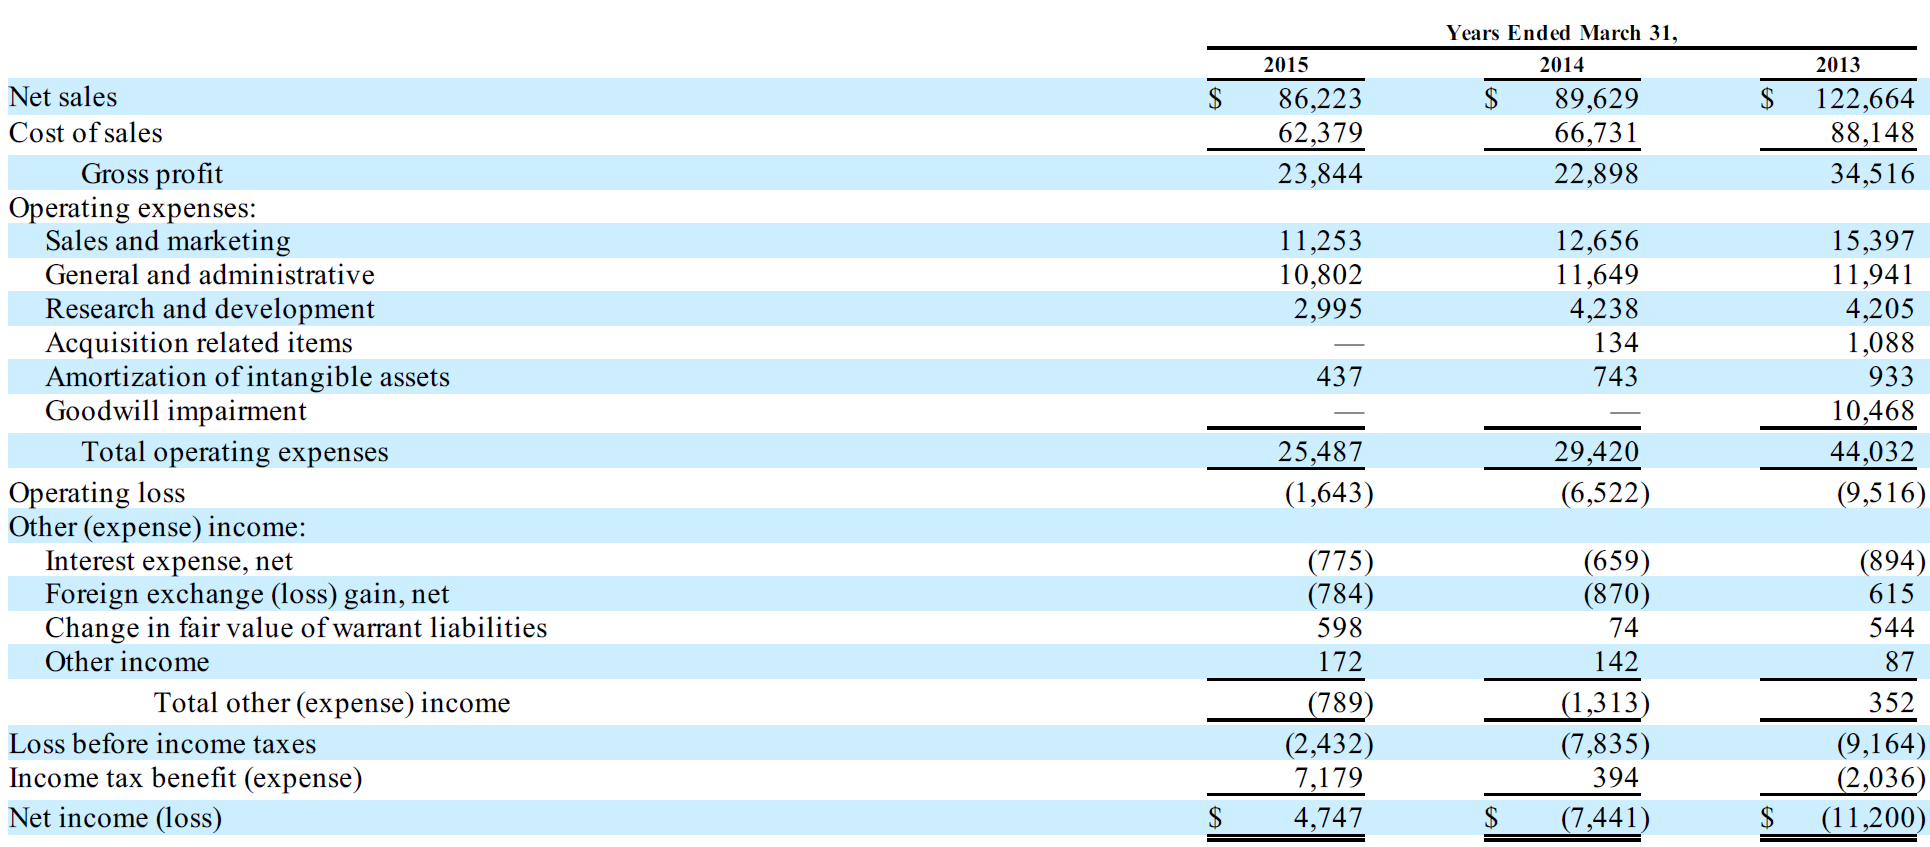 Years Ended March 31,
2015 2014 2013
Net sales $ 86,223 $ 89,629 $ 122,664
Cost of sales 62,379 66,731 88,148
Gross profit 23,844 22,898 34,516
Operating expenses:
Sales and marketing 11,253 12,656 15,397
General and administrative 10,802 11,649 11,941
Research and development 2,995 4,238 4,205
Acquisition related items — 134 1,088
Amortization of intangible assets 437 743 933
Goodwill impairment — — 10,468
Total operating expenses 25,487 29,420 44,032
Operating loss (1,643) (6,522) (9,516)
Other (expense) income:
Interest expense, net (775) (659) (894)
Foreign exchange (loss) gain, net (784) (870) 615
Change in fair value of warrant liabilities 598 74 544
Other income 172 142 87
Total other (expense) income (789) (1,313) 352
Loss before income taxes (2,432) (7,835) (9,164)
Income tax benefit (expense) 7,179 394 (2,036)
Net income (loss) $ 4,747 $ (7,441) $ (11,200)